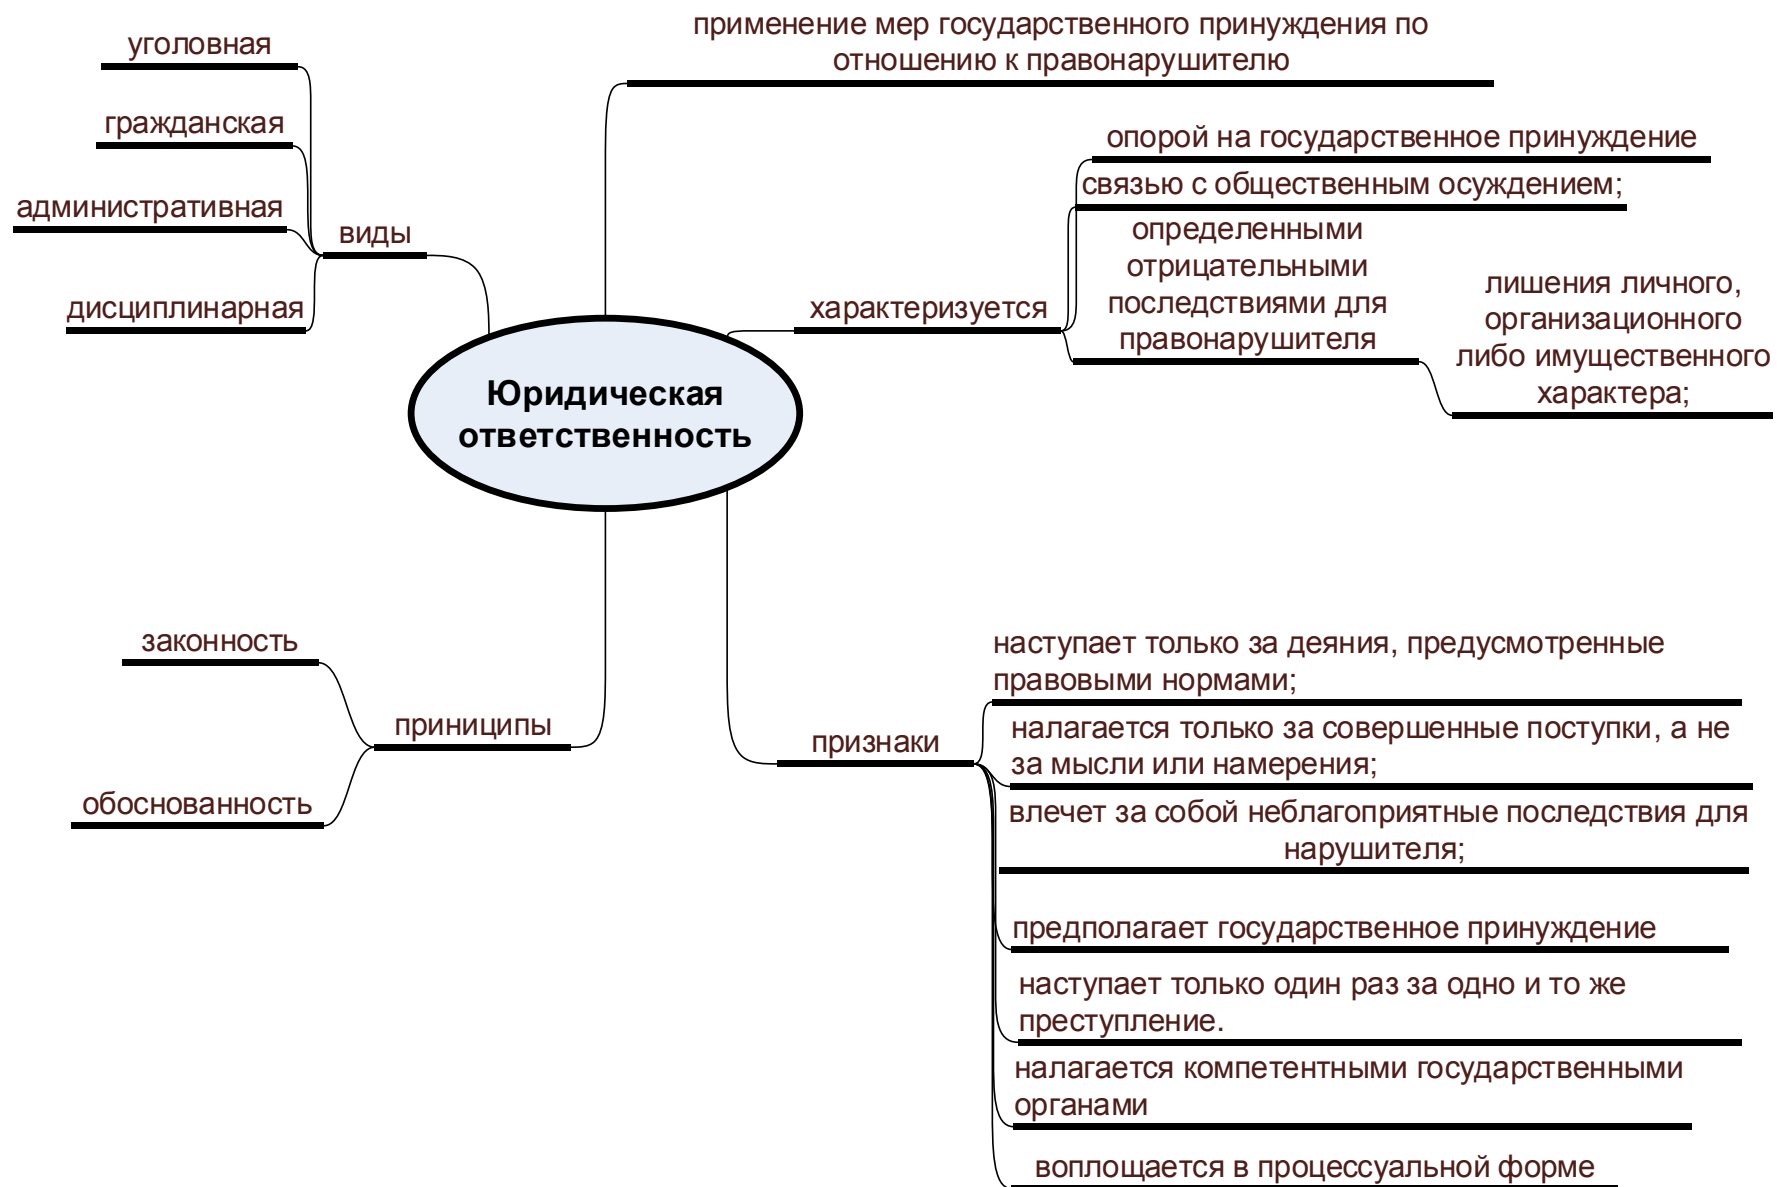 применение мер государственного принуждения по
отношению к правонарушителю
уголовная
гражданская
административная
дисциплинарная
виды
опорой на государственное принуждение
связью с общественным осуждением;
определенными
отрицательными
последствиями для
правонарушителя
характеризуется
лишения личного,
организационного
либо имущественного
характера;
Юридическая
ответственность
законность
приниципы
обоснованность
признаки
наступает только за деяния, предусмотренные
правовыми нормами;
налагается только за совершенные поступки, а не
за мысли или намерения;
влечет за собой неблагоприятные последствия для
нарушителя;
предполагает государственное принуждение
наступает только один раз за одно и то же
преступление.
налагается компетентными государственными
органами
воплощается в процессуальной форме